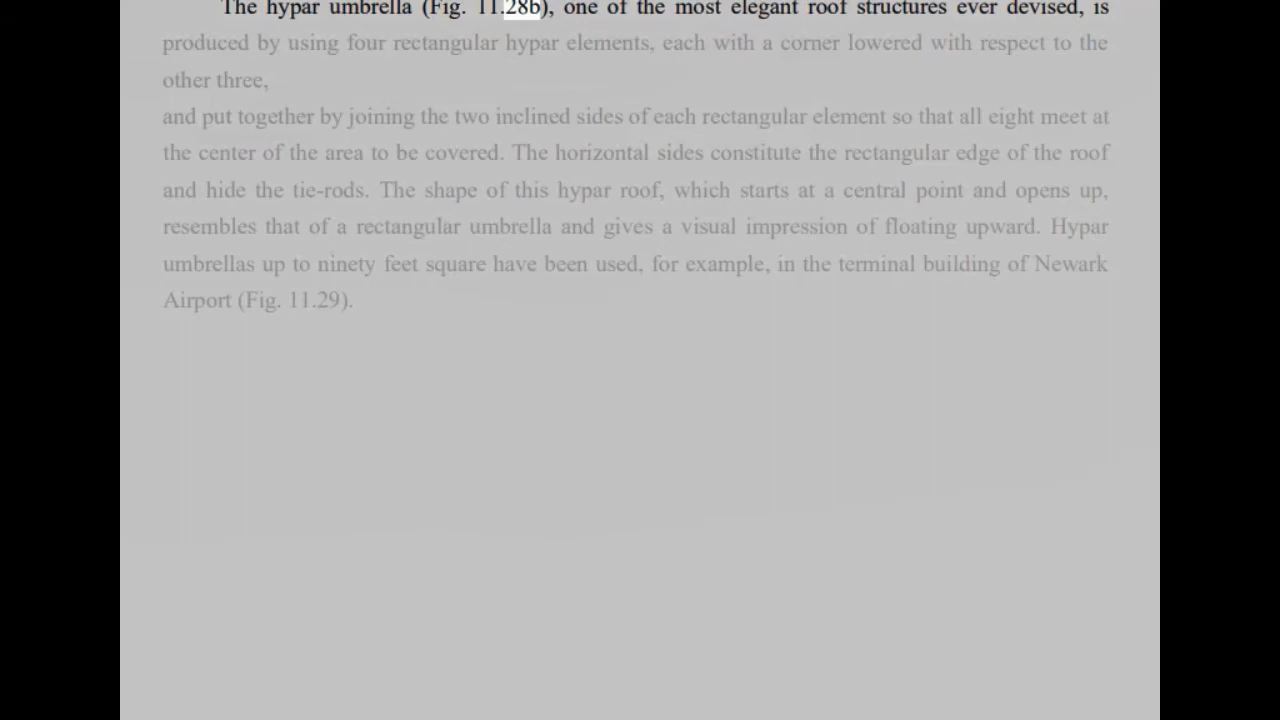 The hypar umbrella (Fig. 11.28b), one of the most elegant roof structures ever devised, is
produced by using four rectangular hypar elements, each with a corner lowered with respect to the
other three,
and put together by joining the two inclined sides of each rectangular element so that all eight meet at
the center of the area to be covered. The horizontal sides constitute the rectangular edge of the roof
and hide the tie-rods. The shape of this hypar roof, which starts at a central point and opens up,
resembles that of a rectangular umbrella and gives a visual impression of floating upward. Hypar
umbrellas up to ninety feet square have been used, for example, in the terminal building of Newark
Airport (Fig. 11.29).